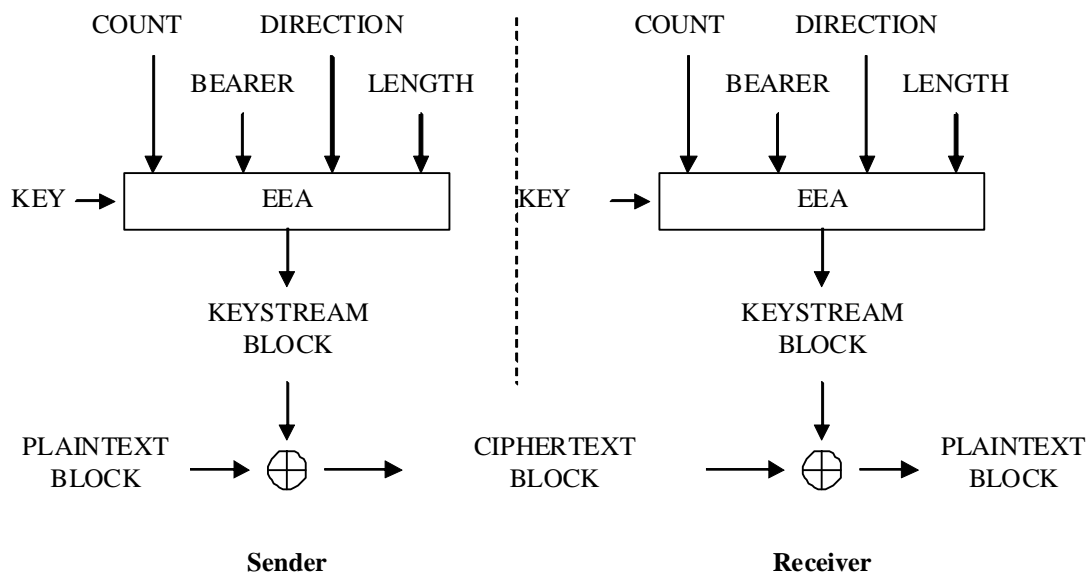 COUNT DIRECTION COUNT DIRECTION
BEARER LENGTH BEARER LENGTH
KEY EEA KEY EEA
KEYSTREAM KEYSTREAM
BLOCK BLOCK
PLAINTEXT CIPHERTEXT PLAINTEXT
BLOCK BLOCK BLOCK
Sender Receiver